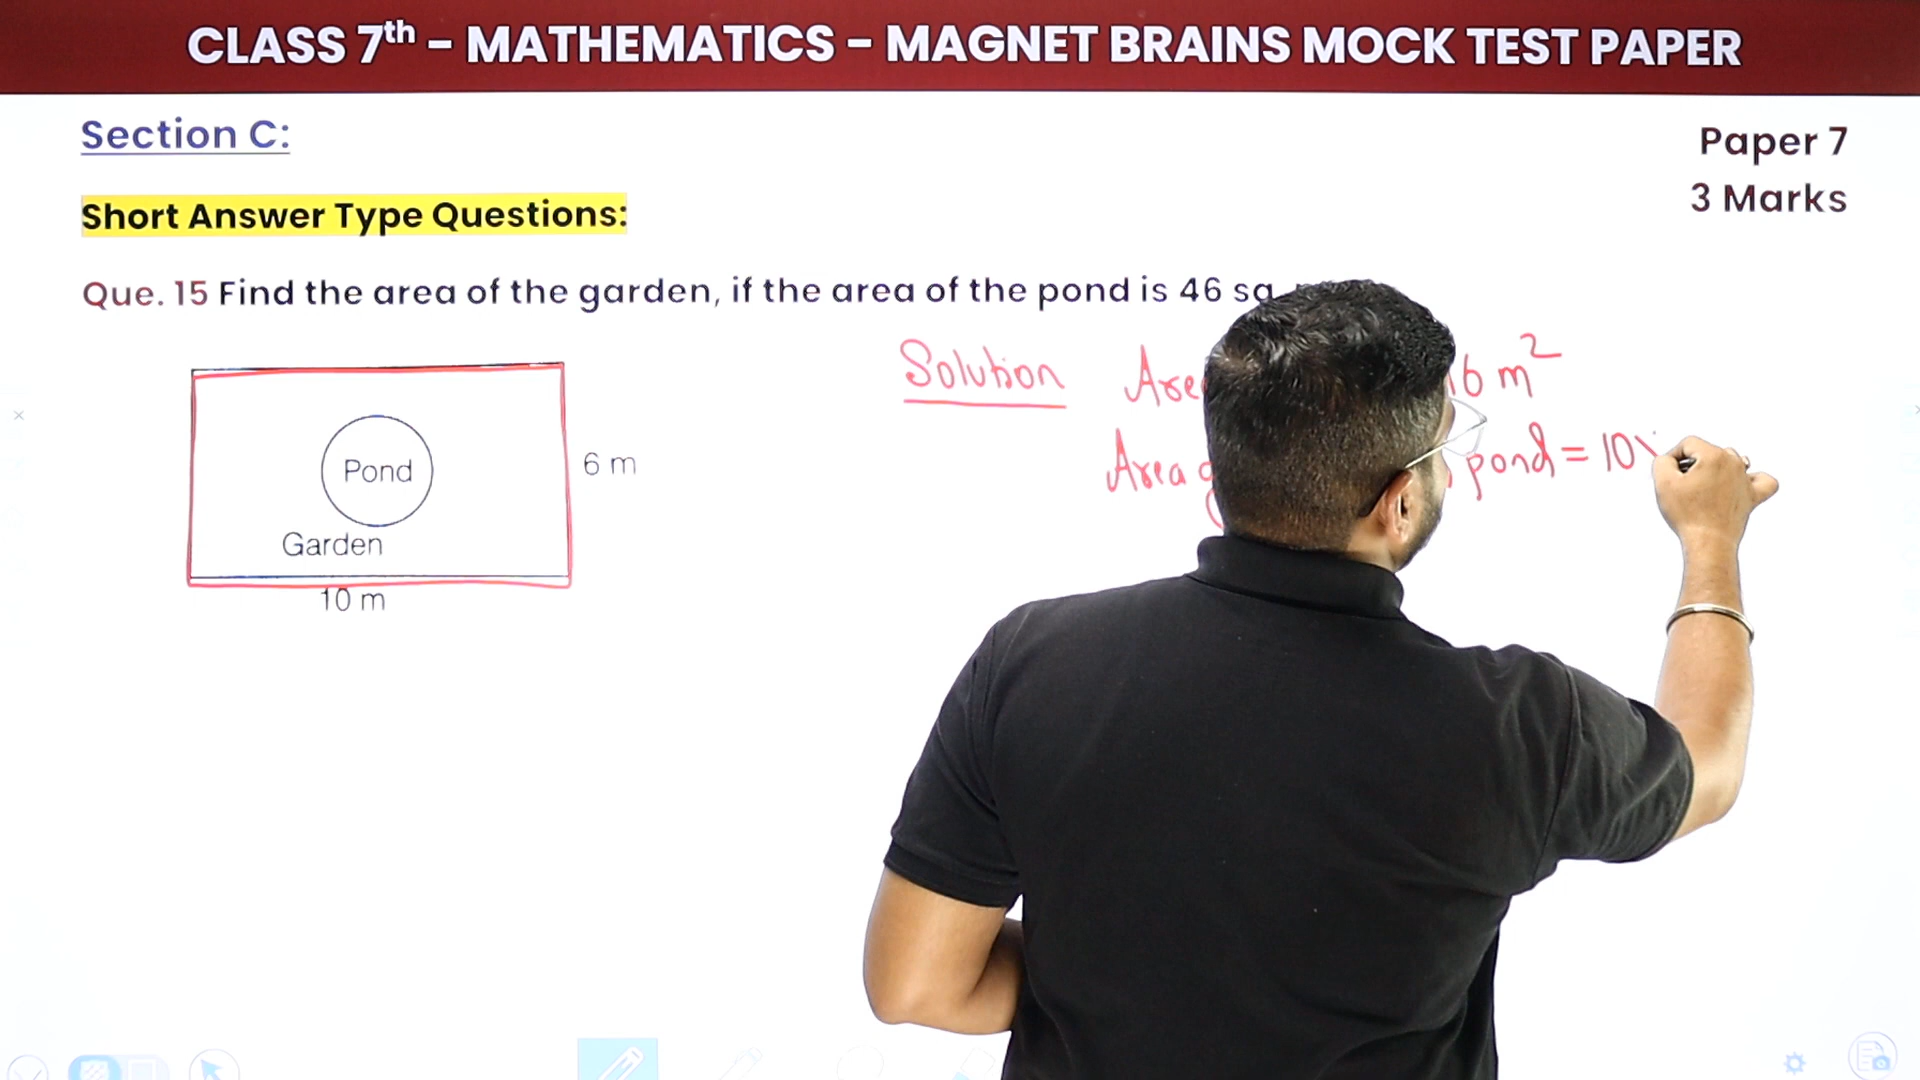 CLASS 7th – MATHEMATICS – MAGNET BRAINS MOCK TEST PAPER
Section C:
Paper 7
3 Marks
Short Answer Type Questions:
Que. 15 Find the area of the garden, if the area of the pond is 46 sq.
Solution 6 m²
Area pond = 10×
Pond
6 m
Garden
10 m